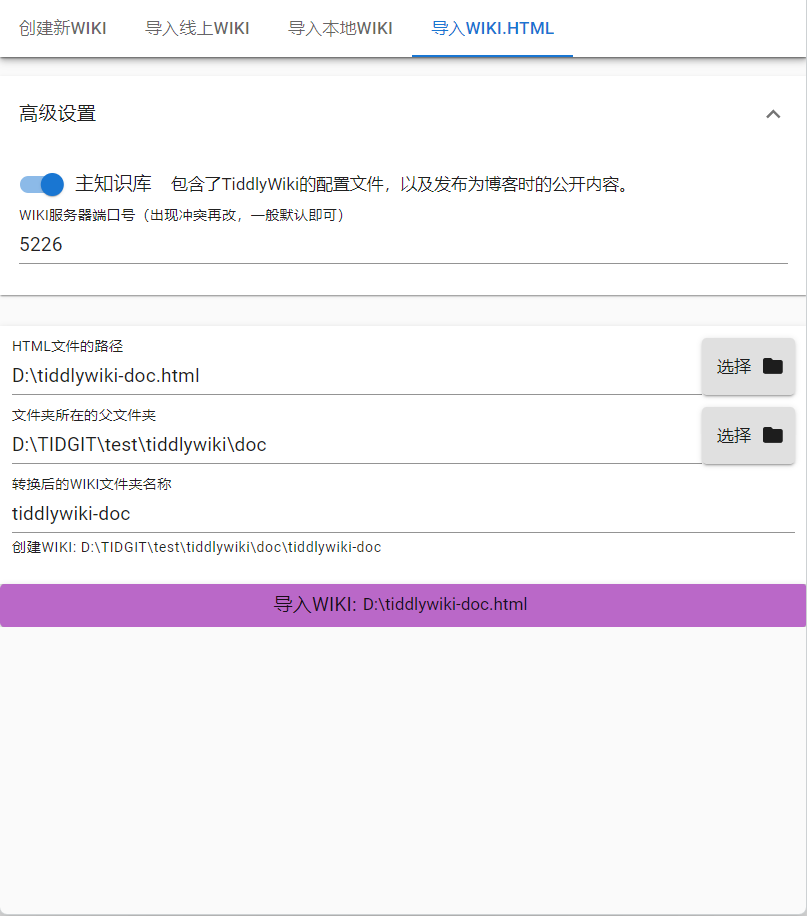 创建新WIKI 导入线上WIKI 导入本地WIKI 导入WIKI.HTML
高级设置
主知识库 包含了TiddlyWiki的配置文件，以及发布为博客时的公开内容。
WIKI服务器端口号（出现冲突再改，一般默认即可）
5226
HTML文件的路径
D:\tiddlywiki-doc.html 选择
文件夹所在的父文件夹
D:\TIDGIT\test\tiddlywiki\doc 选择
转换后的WIKI文件夹名称
tiddlywiki-doc
创建WIKI: D:\TIDGIT\test\tiddlywiki\doc\tiddlywiki-doc
导入WIKI: D:\tiddlywiki-doc.html